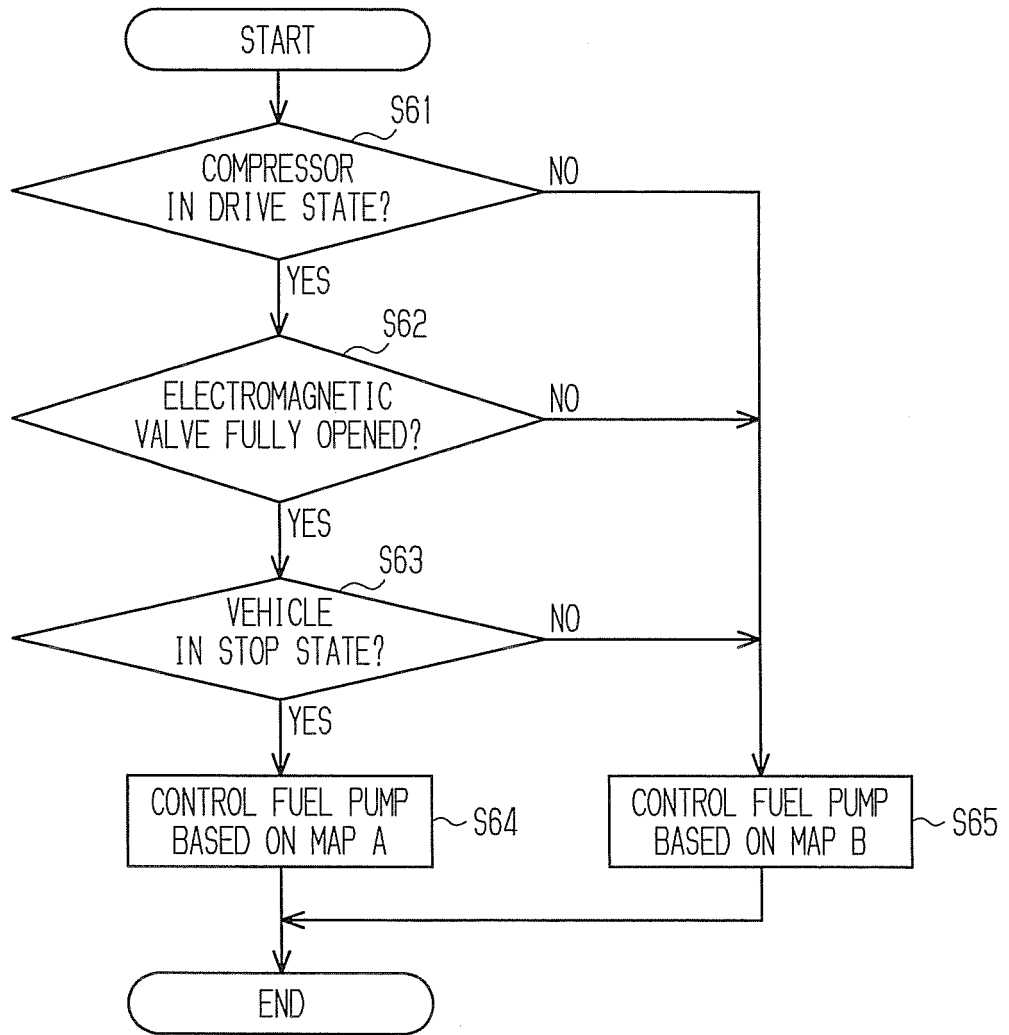 START
S61
COMPRESSOR
IN DRIVE STATE?
NO
YES
S62
ELECTROMAGNETIC
VALVE FULLY OPENED?
NO
YES
S63
VEHICLE
IN STOP STATE?
NO
YES
CONTROL FUEL PUMP
BASED ON MAP A
S64
CONTROL FUEL PUMP
BASED ON MAP B
S65
END